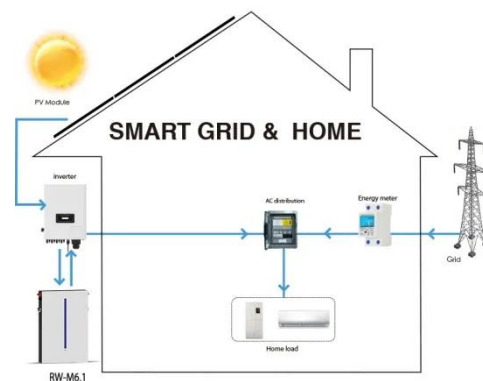 PV Module
SMART GRID & HOME
inverter
AC distribution
Energy meter
Grid
Home load
RW-M6.1